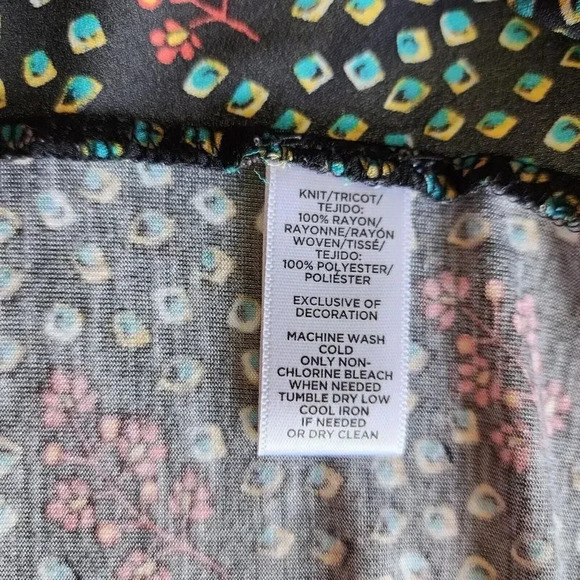 KNIT/TRICOT/
TEJIDO:
100% RAYON/
RAYONNE/RAYÓN
WOVEN/TISSÉ/
TEJIDO:
100% POLYESTER/
POLIÉSTER
EXCLUSIVE OF
DECORATION
MACHINE WASH
COLD
ONLY NON-
CHLORINE BLEACH
WHEN NEEDED
TUMBLE DRY LOW
COOL IRON
IF NEEDED
OR DRY CLEAN